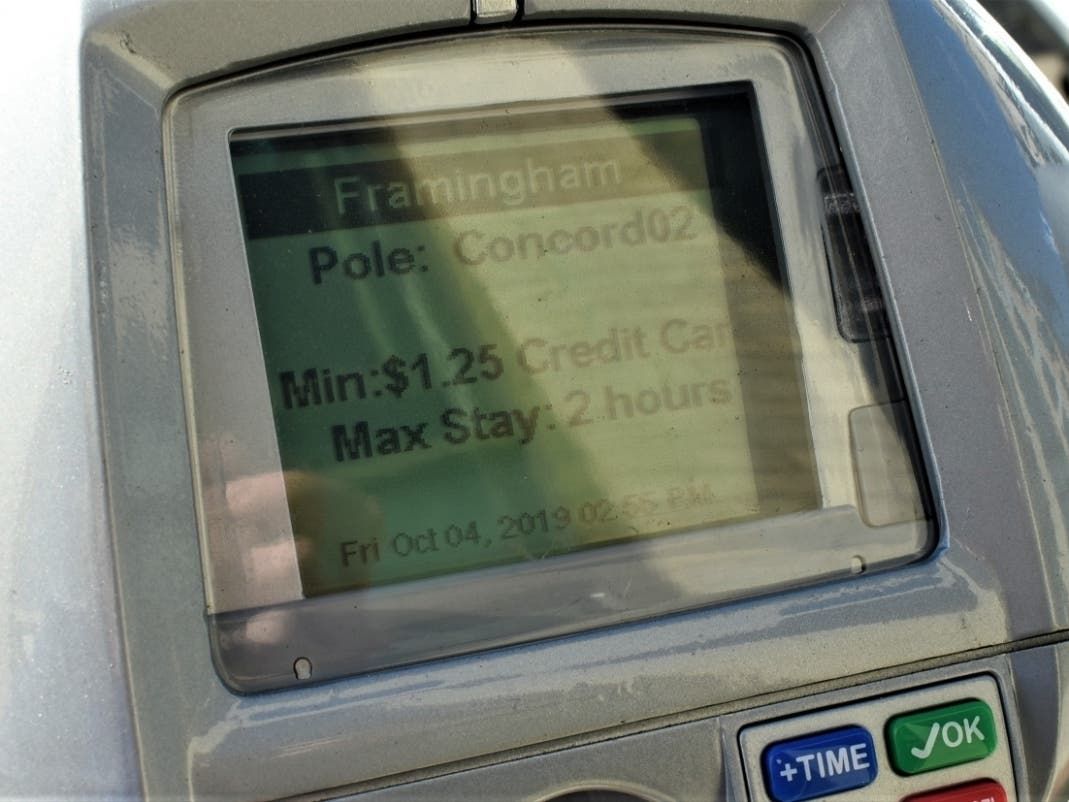 Framingham
Pole: Concord02
Min:$1.25 Credit Car
Max Stay: 2 hours
Fri Oct 04, 2019 02:55 PM
+TIME
✓OK